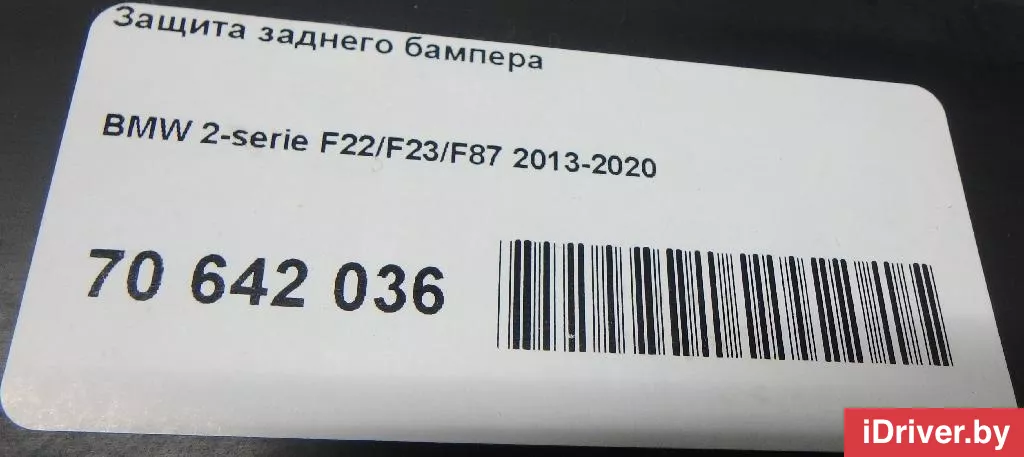 Защита заднего бампера
BMW 2-serie F22/F23/F87 2013-2020
70 642 036
iDriver.by